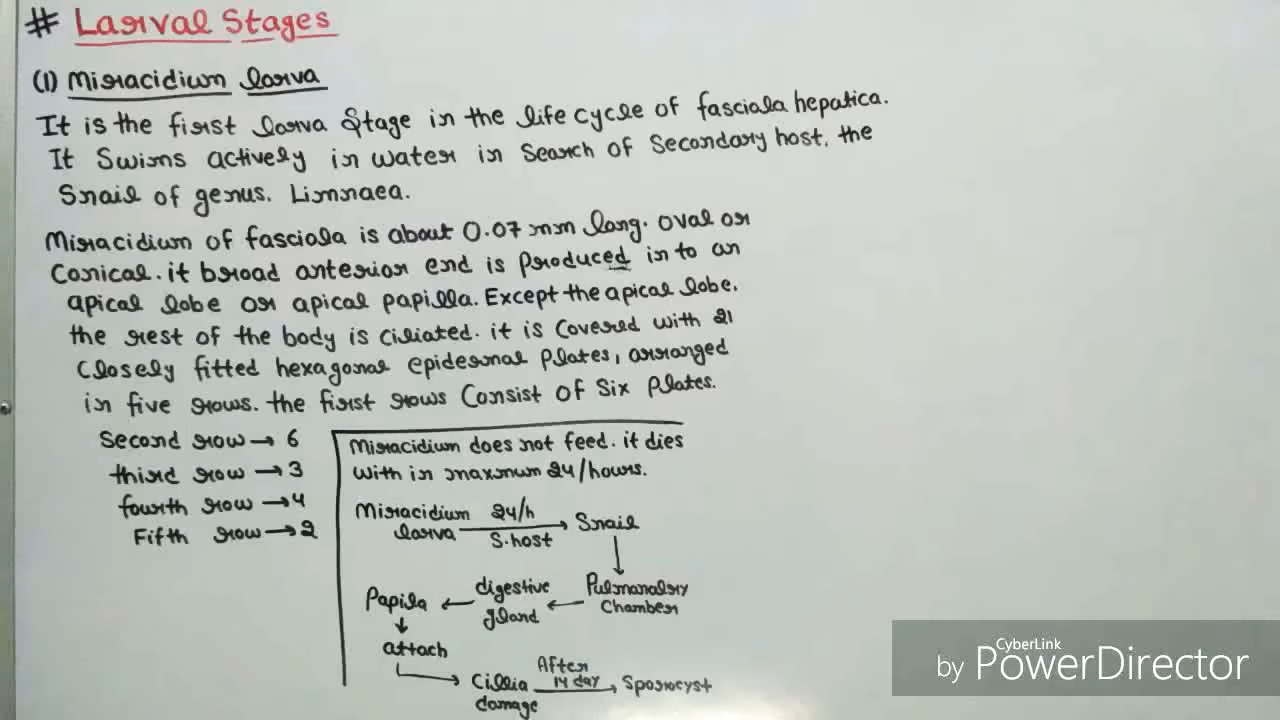 # Larval Stages
(1) Miracidium larva
It is the first larva Stage in the life cycle of fasciala hepatica.
It Swims actively in water in Search of Secondary host, the
Snail of genus. Limnaea.
Miracidium of fasciala is about 0.07 mm lang. oval or
Conical. it broad anterior end is produced in to an
apical lobe or apical papilla. Except the apical lobe,
the rest of the body is ciliated. it is covered with 21
Closely fitted hexagonal epidermal Plates, arranged
in five rows. the first rows Consist of Six Plates.
Second row → 6
third row → 3
fourth row → 4
Fifth row → 2
Miracidium does not feed. it dies
With in maxmum 24/hours.
Miracidium larva 24/h S.host → Snail
↓
Pulmonalry Chamber
← digestive gland
← Papila
↓
attach
→ Cillia damage After 14 day → Sporocyst
CyberLink
by PowerDirector